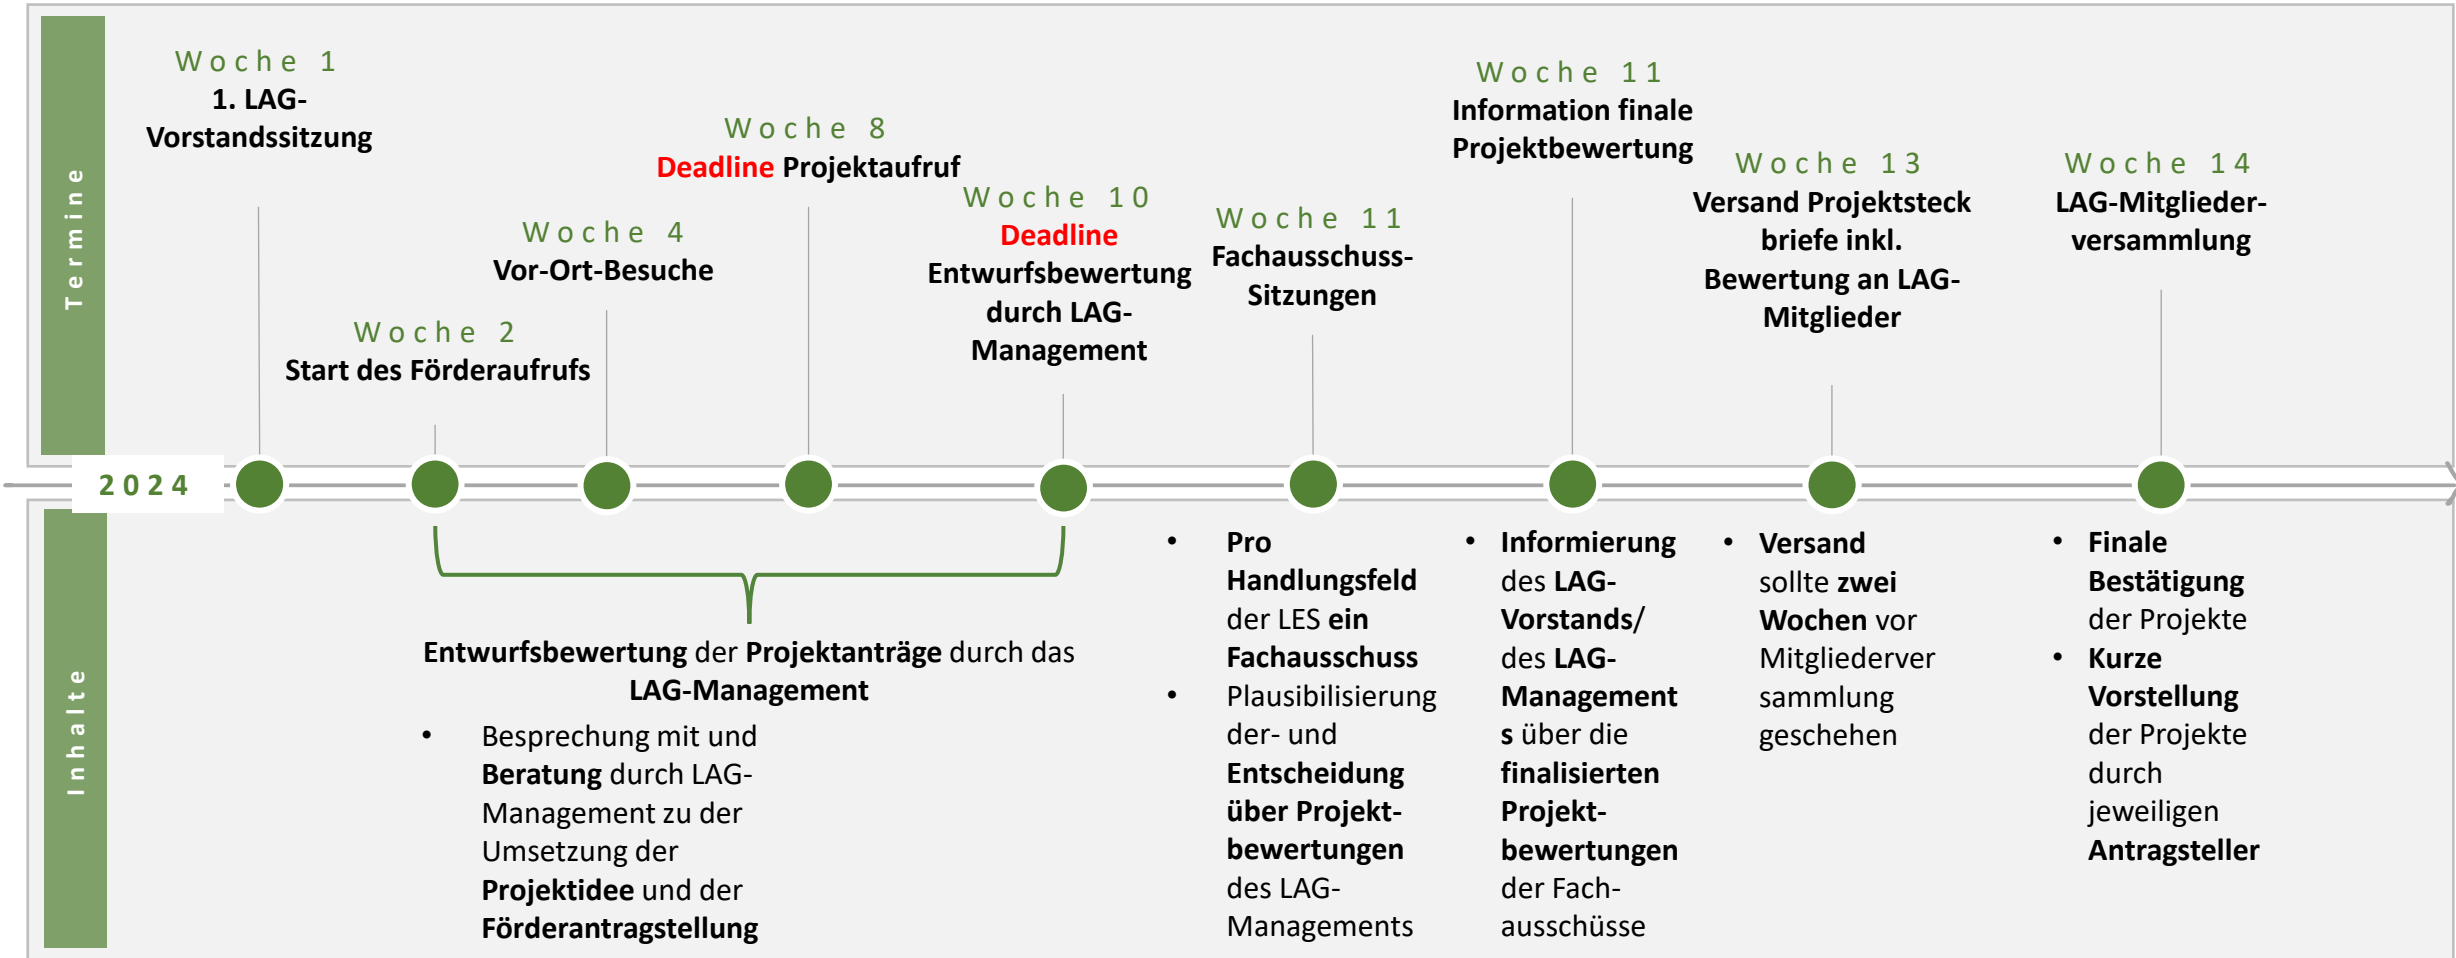 Termine
Woche 1
1. LAG-
Vorstandssitzung
Woche 2
Start des Förderaufrufs
Woche 4
Vor-Ort-Besuche
Woche 8
Deadline Projektaufruf
Woche 10
Deadline
Entwurfsbewertung
durch LAG-
Management
Woche 11
Fachausschuss-
Sitzungen
Woche 11
Information finale
Projektbewertung
Woche 13
Versand Projektsteck
briefe inkl.
Bewertung an LAG-
Mitglieder
Woche 14
LAG-Mitglieder-
versammlung
2024
Inhalte
Entwurfsbewertung der Projektanträge durch das
LAG-Management
• Besprechung mit und
Beratung durch LAG-
Management zu der
Umsetzung der
Projektidee und der
Förderantragstellung
• Pro
Handlungsfeld
der LES ein
Fachausschuss
• Plausibilisierung
der- und
Entscheidung
über Projekt-
bewertungen
des LAG-
Managements
• Informierung
des LAG-
Vorstands/
des LAG-
Management
s über die
finalisierten
Projekt-
bewertungen
der Fach-
ausschüsse
• Versand
sollte zwei
Wochen vor
Mitgliederver
sammlung
geschehen
• Finale
Bestätigung
der Projekte
• Kurze
Vorstellung
der Projekte
durch
jeweiligen
Antragsteller